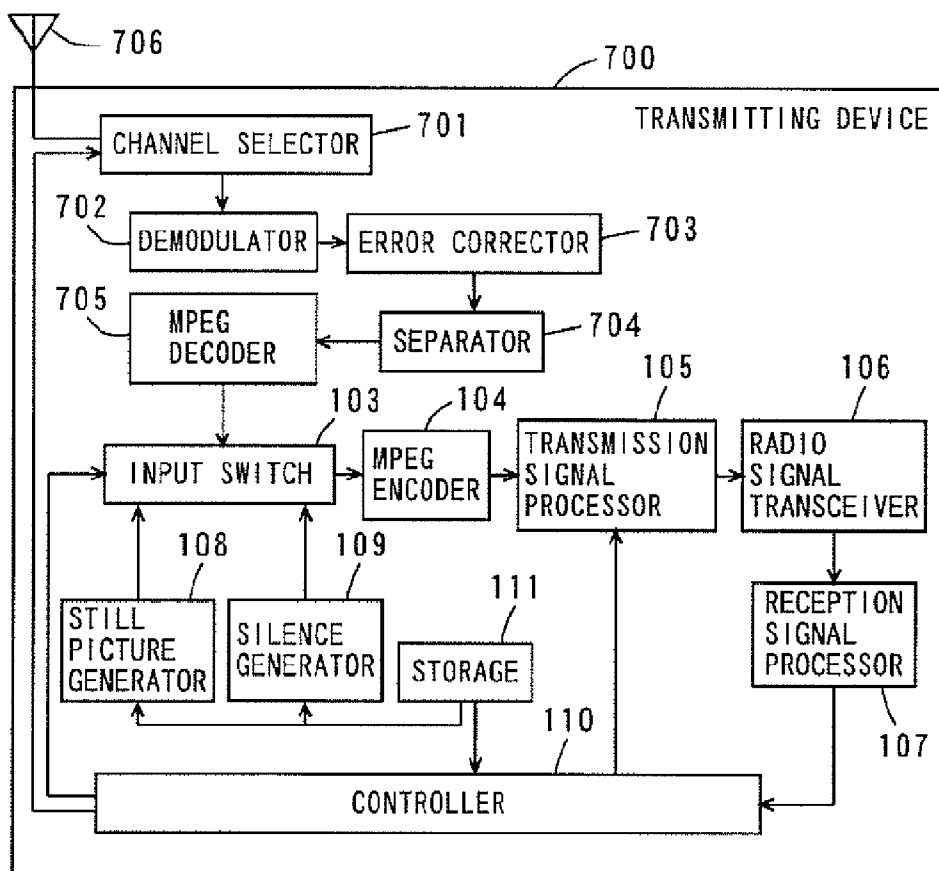 706
700
TRANSMITTING DEVICE
701
CHANNEL SELECTOR
702
DEMODULATOR
ERROR CORRECTOR
703
705
MPEG
DECODER
SEPARATOR
704
103
104
105
106
INPUT SWITCH
MPEG
ENCODER
TRANSMISSION
SIGNAL
PROCESSOR
RADIO
SIGNAL
TRANSCEIVER
108
109
111
STILL
PICTURE
GENERATOR
SILENCE
GENERATOR
STORAGE
RECEPTION
SIGNAL
PROCESSOR
110
107
CONTROLLER